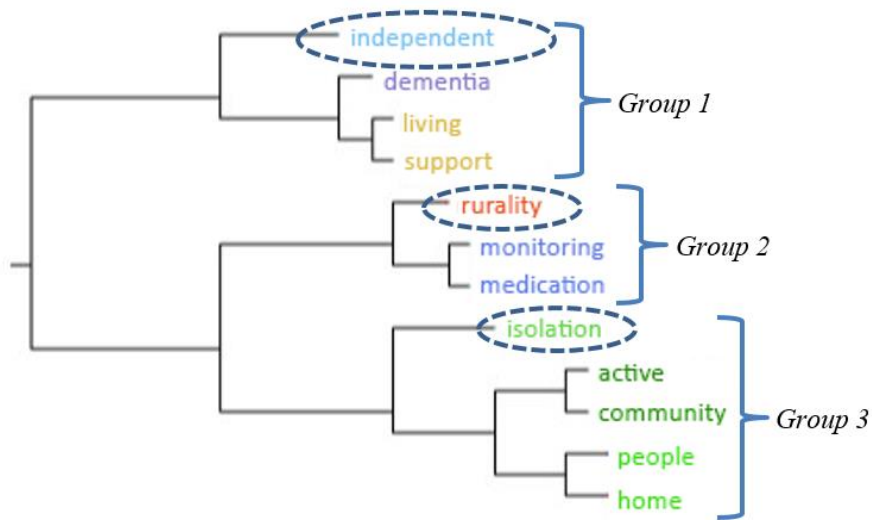 independent
dementia
living
support
Group 1
rurality
monitoring
medication
Group 2
isolation
active
community
people
home
Group 3